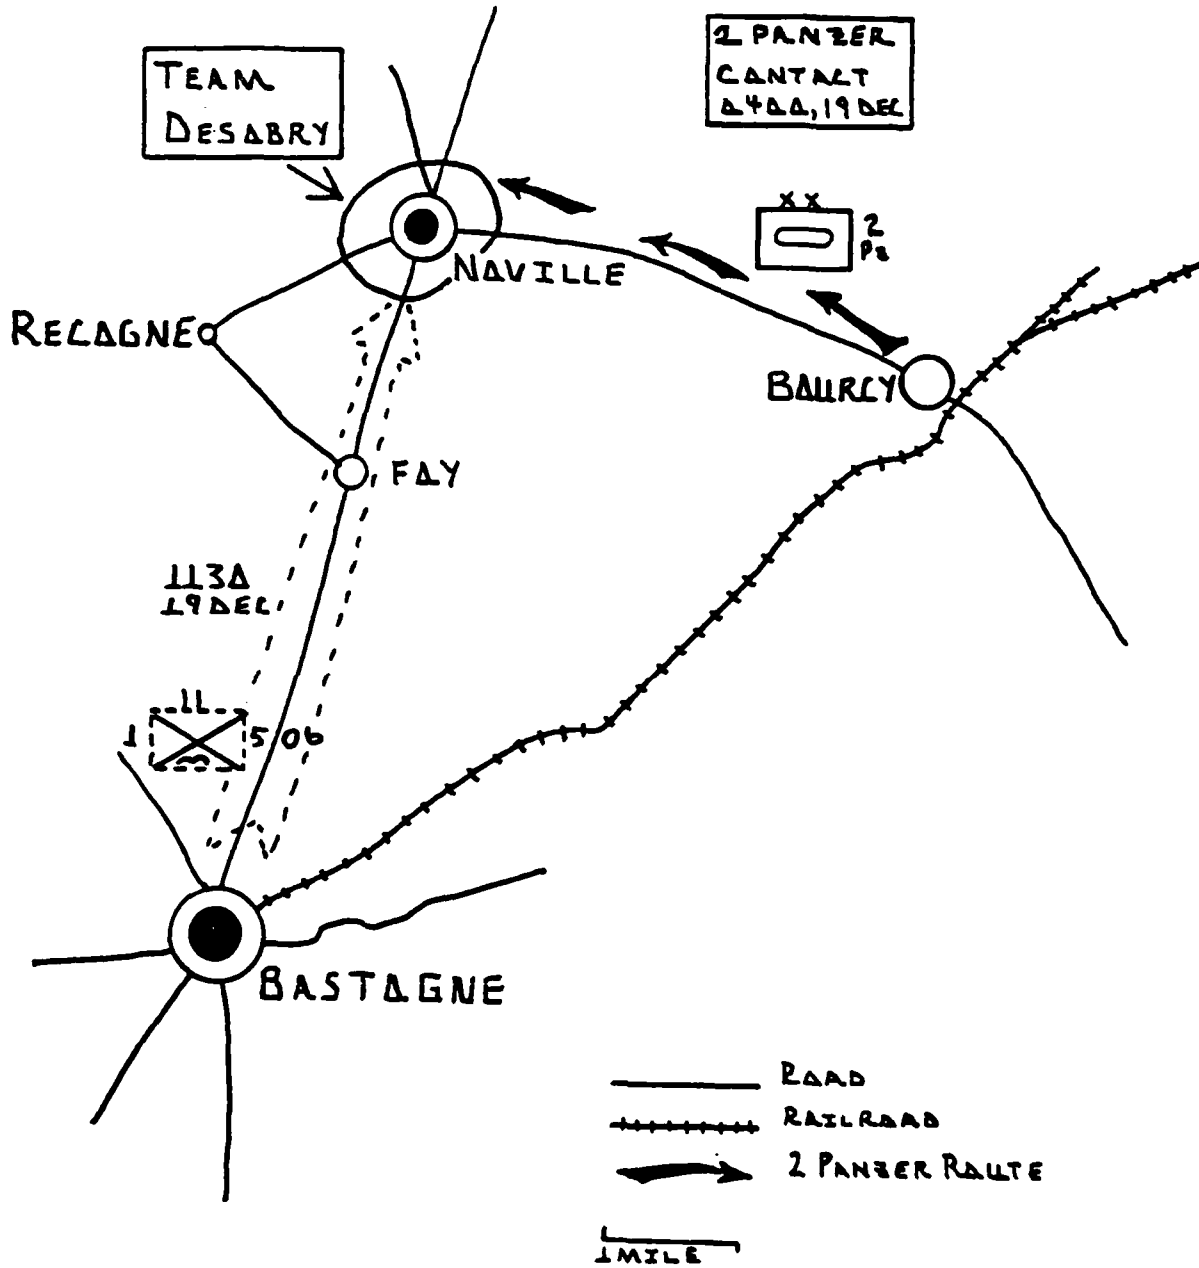 TEAM
DESOBRY
2 PANZER
CONTACT
0400, 19 DEC
XX
2
Pz
NOVILLE
RECOGNE
BOURCY
FOY
1130
19 DEC
II
1
506
BASTOGNE
ROAD
RAILROAD
2 PANZER ROUTE
1 MILE